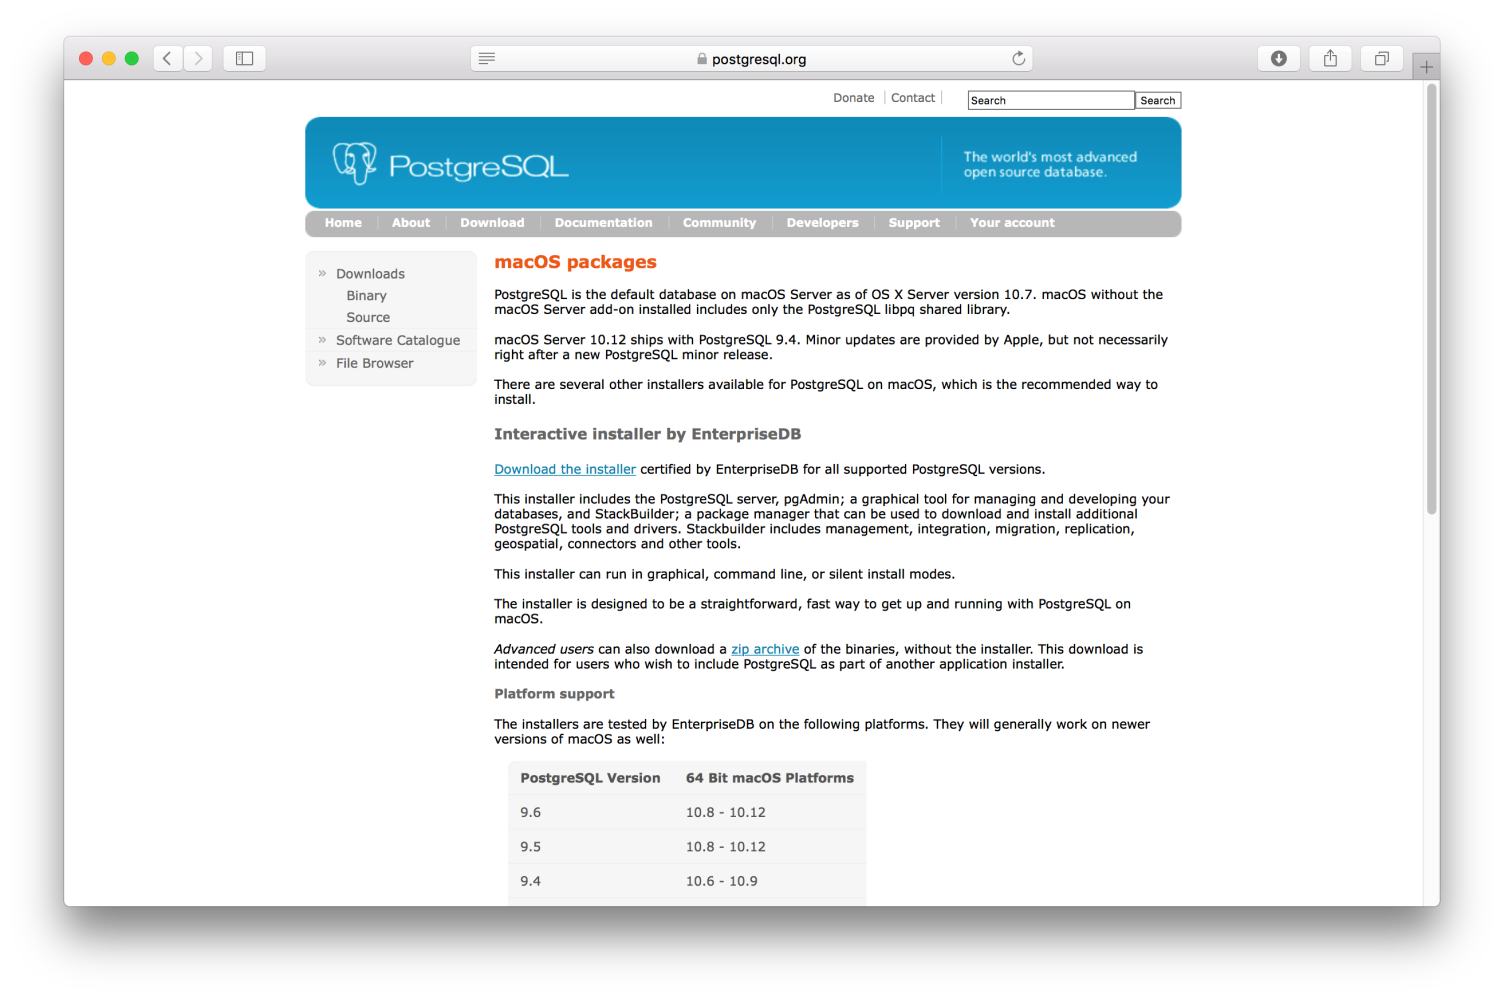 postgresql.org
Donate
Contact
Search
Search
PostgreSQL
The world's most advanced
open source database.
Home
About
Download
Documentation
Community
Developers
Support
Your account
» Downloads
Binary
Source
» Software Catalogue
» File Browser
macOS packages
PostgreSQL is the default database on macOS Server as of OS X Server version 10.7. macOS without the
macOS Server add-on installed includes only the PostgreSQL libpq shared library.
macOS Server 10.12 ships with PostgreSQL 9.4. Minor updates are provided by Apple, but not necessarily
right after a new PostgreSQL minor release.
There are several other installers available for PostgreSQL on macOS, which is the recommended way to
install.
Interactive installer by EnterpriseDB
Download the installer certified by EnterpriseDB for all supported PostgreSQL versions.
This installer includes the PostgreSQL server, pgAdmin; a graphical tool for managing and developing your
databases, and StackBuilder; a package manager that can be used to download and install additional
PostgreSQL tools and drivers. Stackbuilder includes management, integration, migration, replication,
geospatial, connectors and other tools.
This installer can run in graphical, command line, or silent install modes.
The installer is designed to be a straightforward, fast way to get up and running with PostgreSQL on
macOS.
Advanced users can also download a zip archive of the binaries, without the installer. This download is
intended for users who wish to include PostgreSQL as part of another application installer.
Platform support
The installers are tested by EnterpriseDB on the following platforms. They will generally work on newer
versions of macOS as well:
PostgreSQL Version 64 Bit macOS Platforms
9.6 10.8 - 10.12
9.5 10.8 - 10.12
9.4 10.6 - 10.9